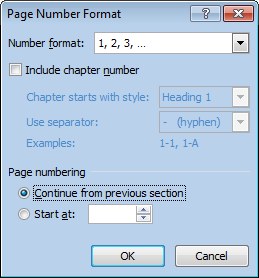 Page Number Format
Number format: 1, 2, 3, ...
Include chapter number
Chapter starts with style: Heading 1
Use separator: - (hyphen)
Examples: 1-1, 1-A
Page numbering
Continue from previous section
Start at:
OK Cancel